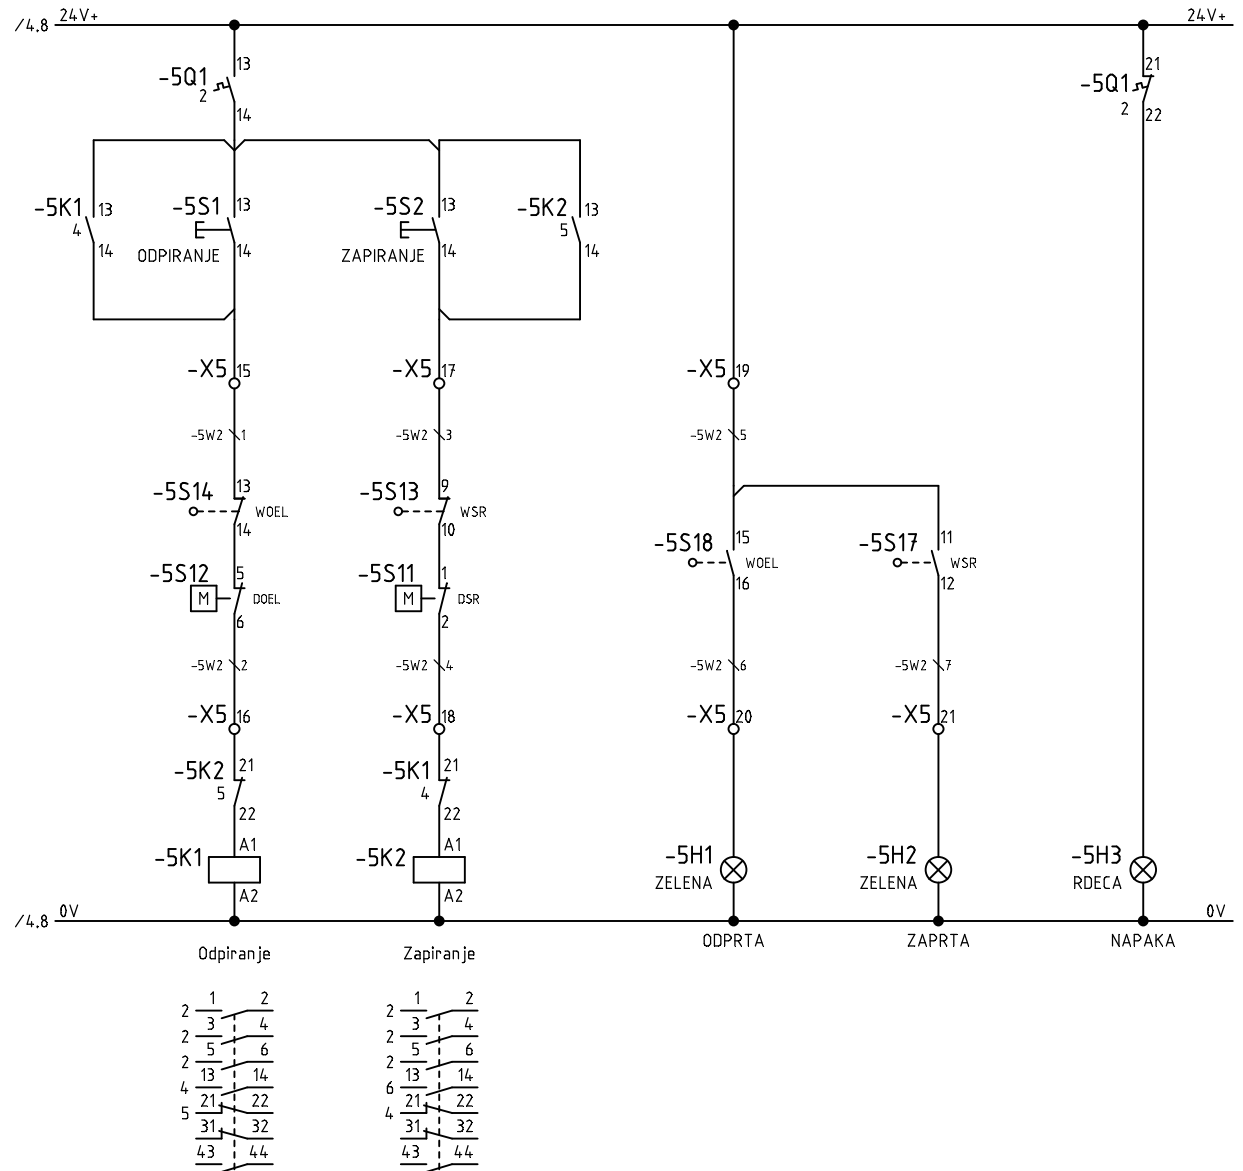 /4.8 24V+ 24V+
13 21
-5Q1 -5Q1
2 2
14 22
-5K1 13 -5S1 13 -5S2 13 -5K2 13
4 5
14 ODPIRANJE 14 ZAPIRANJE 14 14
-X5 15 -X5 17 -X5 19
-5W2 1 -5W2 3 -5W2 5
13 9
-5S14 WOEL -5S13 WSR
14 10
15 11
-5S18 WOEL -5S17 WSR
16 12
5 1
-5S12 M DOEL -5S11 M DSR
6 2
-5W2 2 -5W2 4 -5W2 6 -5W2 7
-X5 16 -X5 18 -X5 20 -X5 21
-5K2 21 -5K1 21
5 4
22 22
A1 A1
-5K1 -5K2 -5H1 -5H2 -5H3
ZELENA ZELENA RDECA
A2 A2
/4.8 0V 0V
Odpiranje Zapiranje ODPRTA ZAPRTA NAPAKA
1 2 1 2
2 2
3 4 3 4
2 2
5 6 5 6
2 2
13 14 13 14
4 6
21 22 21 22
5 4
31 32 31 32
43 44 43 44